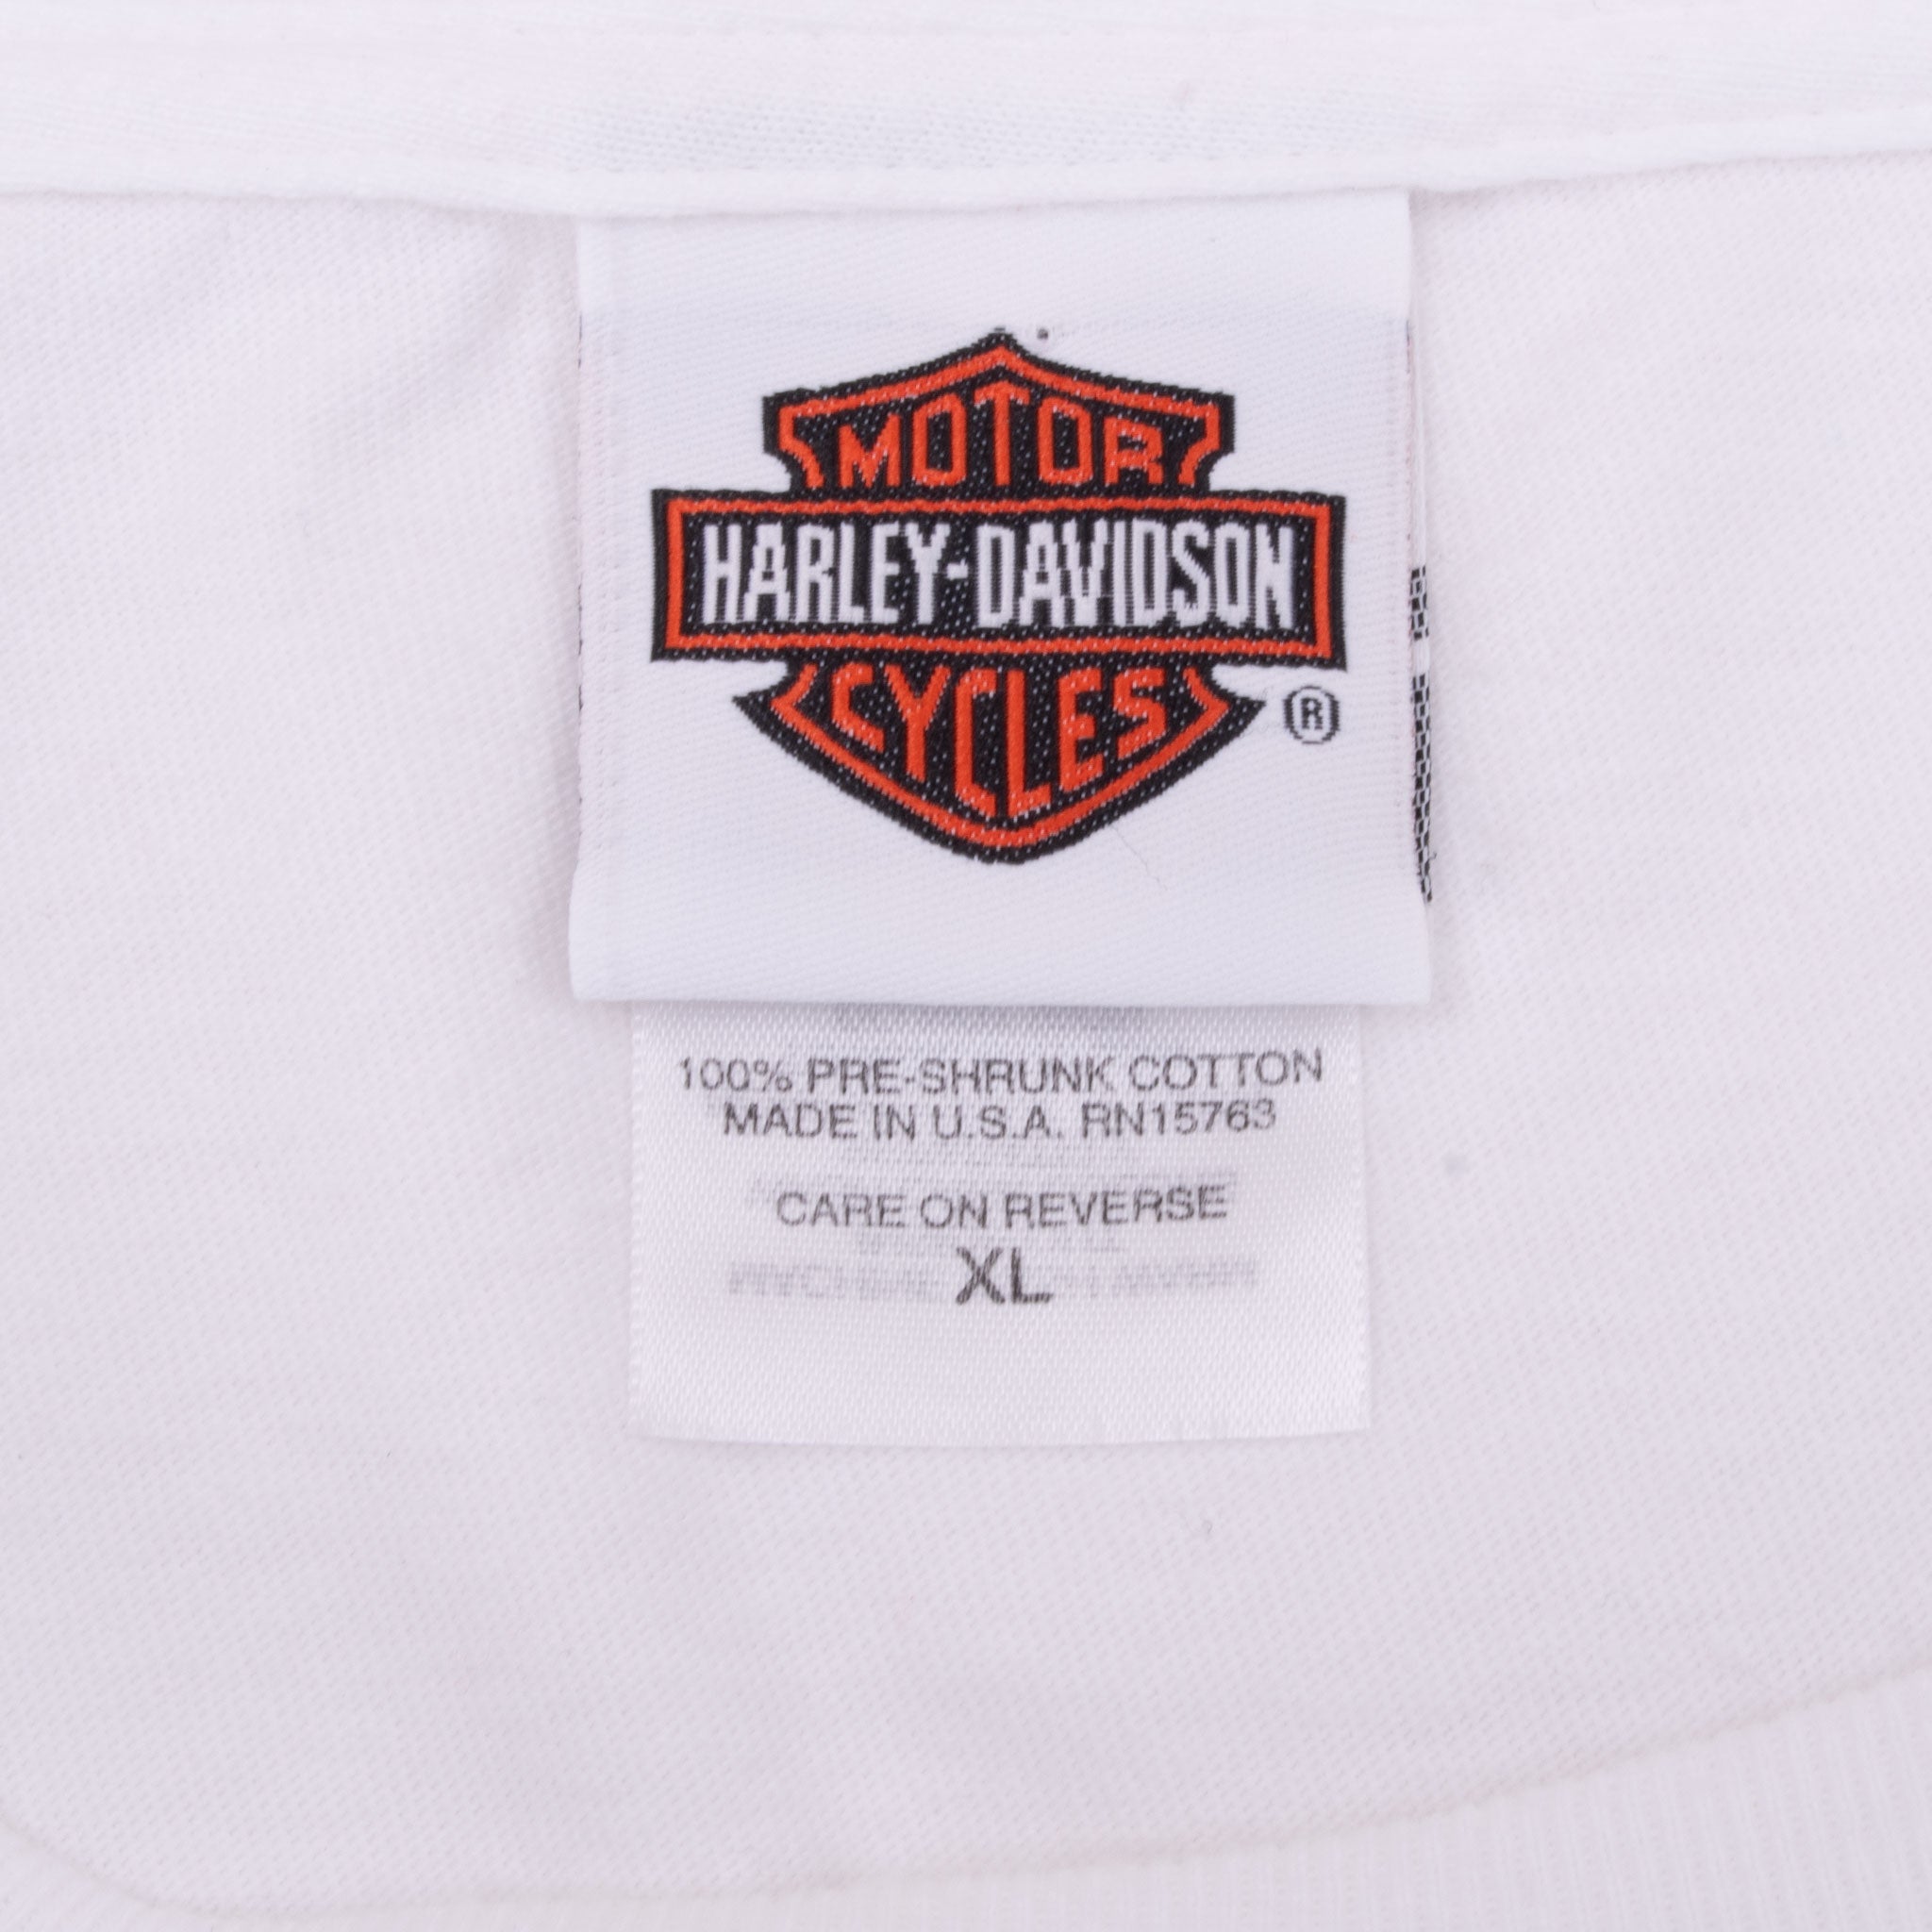 MOTOR
HARLEY-DAVIDSON
CYCLES
®
100% PRE-SHRUNK COTTON
MADE IN U.S.A. RN15763
CARE ON REVERSE
XL